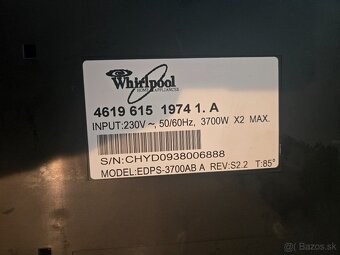 Whirlpool
HOME APPLIANCES
4619 615 1974 1. A
INPUT:230V~, 50/60Hz, 3700W X2 MAX.
S/N:CHYD0938006888
MODEL:EDPS-3700AB A REV:S2.2 T:85°
bazos.sk